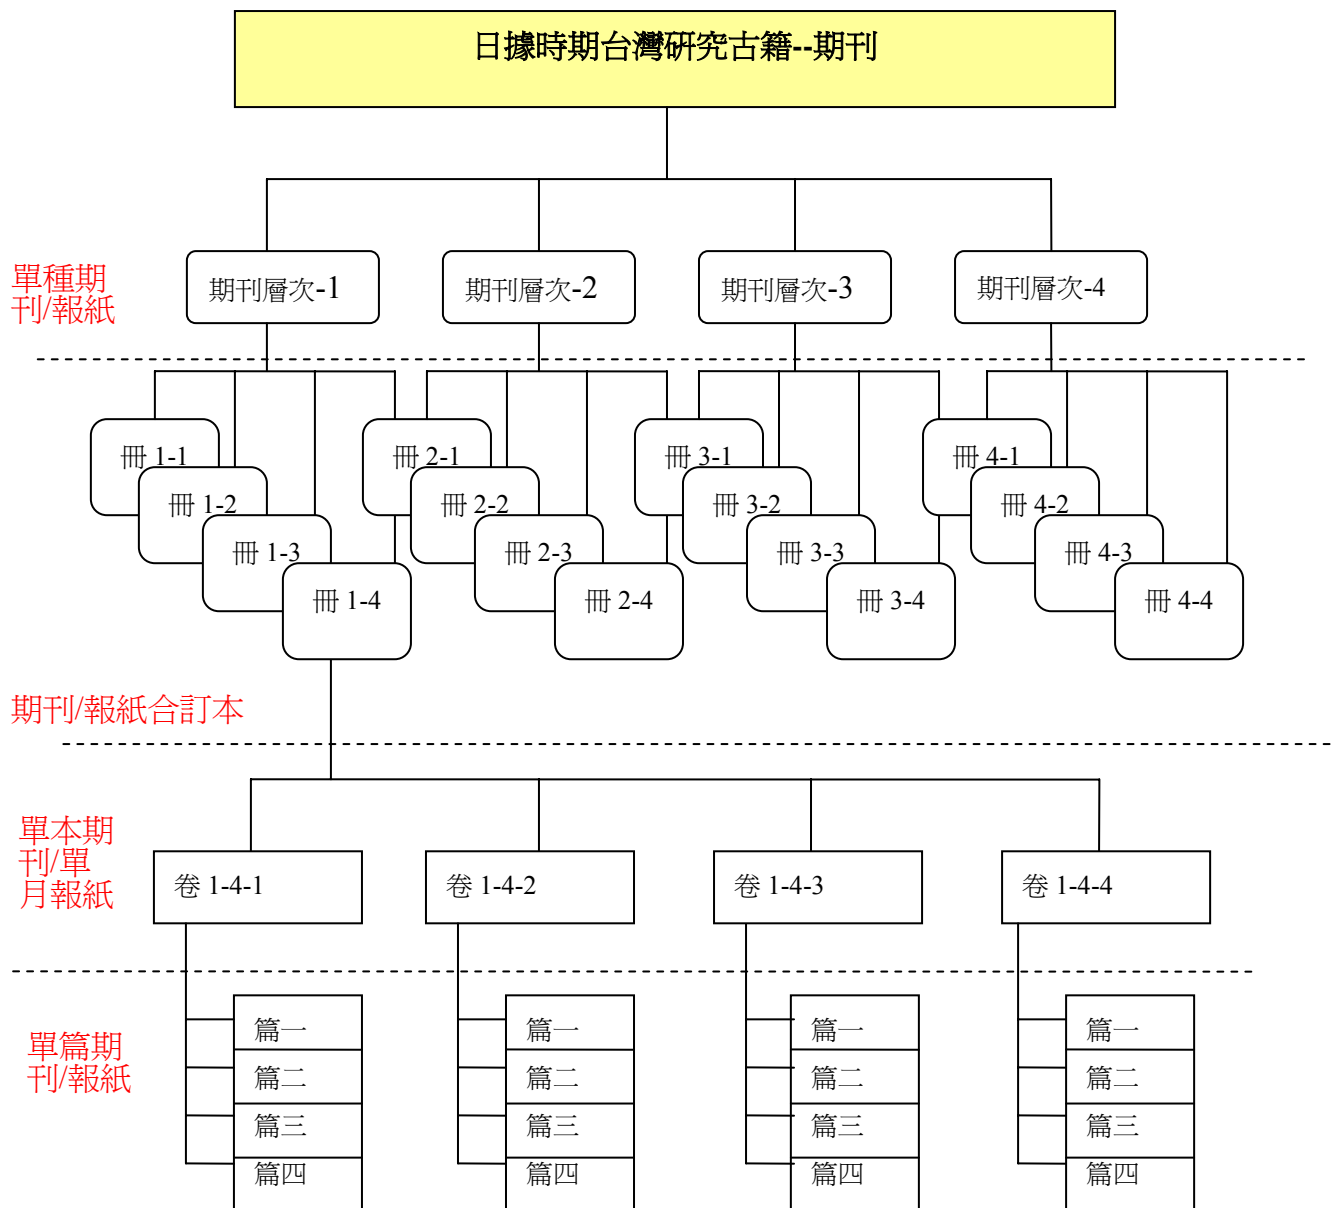 日據時期台灣研究古籍--期刊
單種期
刊/報紙
期刊層次-1
期刊層次-2
期刊層次-3
期刊層次-4
冊 1-1
冊 1-2
冊 1-3
冊 1-4
冊 2-1
冊 2-2
冊 2-3
冊 2-4
冊 3-1
冊 3-2
冊 3-3
冊 3-4
冊 4-1
冊 4-2
冊 4-3
冊 4-4
期刊/報紙合訂本
單本期
刊/單
月報紙
卷 1-4-1
卷 1-4-2
卷 1-4-3
卷 1-4-4
單篇期
刊/報紙
篇一
篇二
篇三
篇四
篇一
篇二
篇三
篇四
篇一
篇二
篇三
篇四
篇一
篇二
篇三
篇四